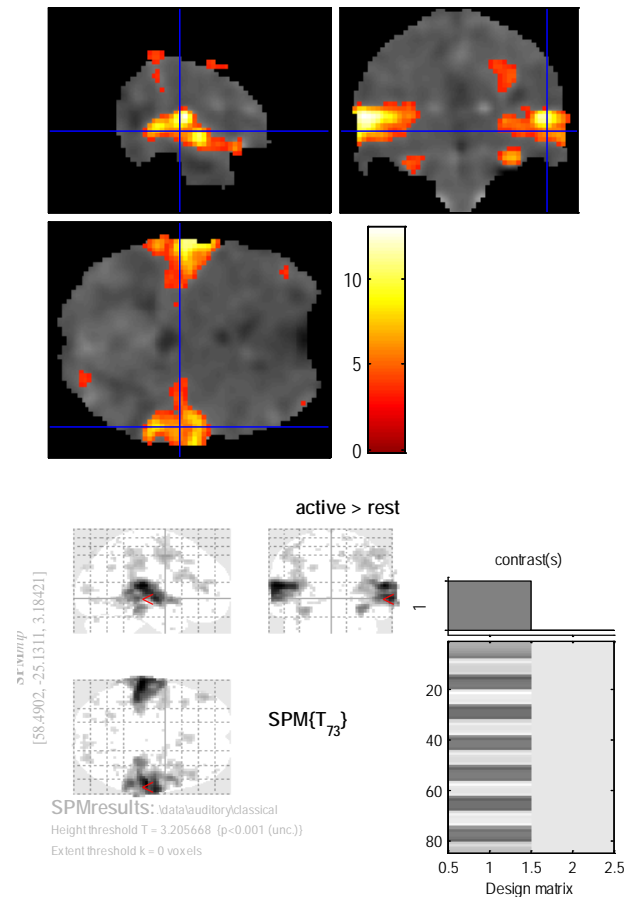 10
5
0
active > rest
contrast(s)
1
[58.4902, -25.1311, 3.18421]
SPM{T73}
20
40
60
80
0.5 1 1.5 2 2.5
Design matrix
SPMresults: .\data\auditory\classical
Height threshold T = 3.205668 {p<0.001 (unc.)}
Extent threshold k = 0 voxels